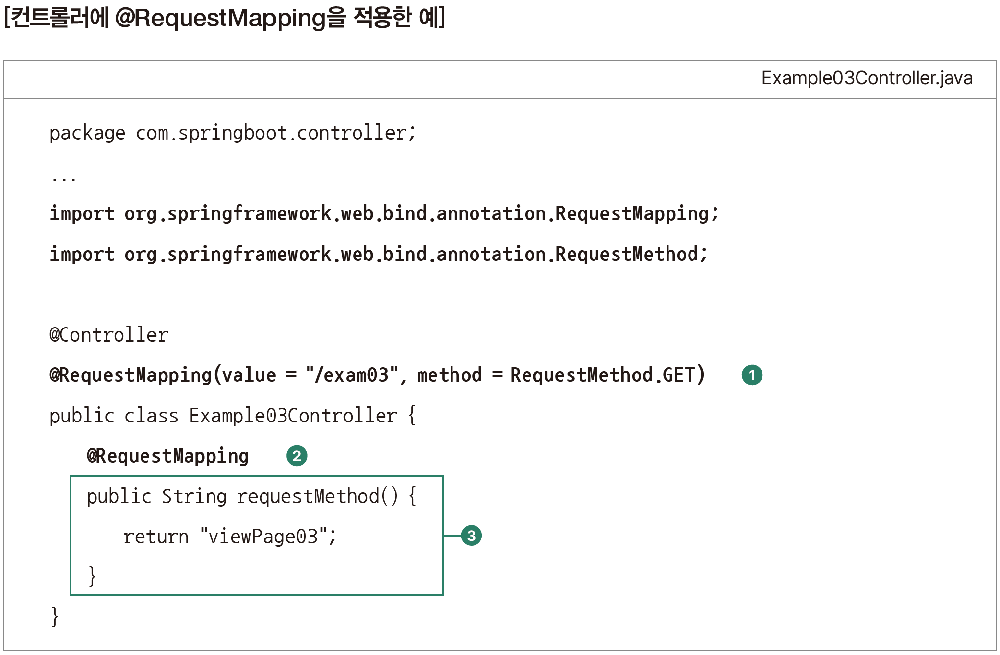 [컨트롤러에 @RequestMapping을 적용한 예]
Example03Controller.java
package com.springboot.controller;
...
import org.springframework.web.bind.annotation.RequestMapping;
import org.springframework.web.bind.annotation.RequestMethod;
@Controller
@RequestMapping(value = "/exam03", method = RequestMethod.GET) 1
public class Example03Controller {
@RequestMapping 2
public String requestMethod() {
return "viewPage03"; 3
}
}